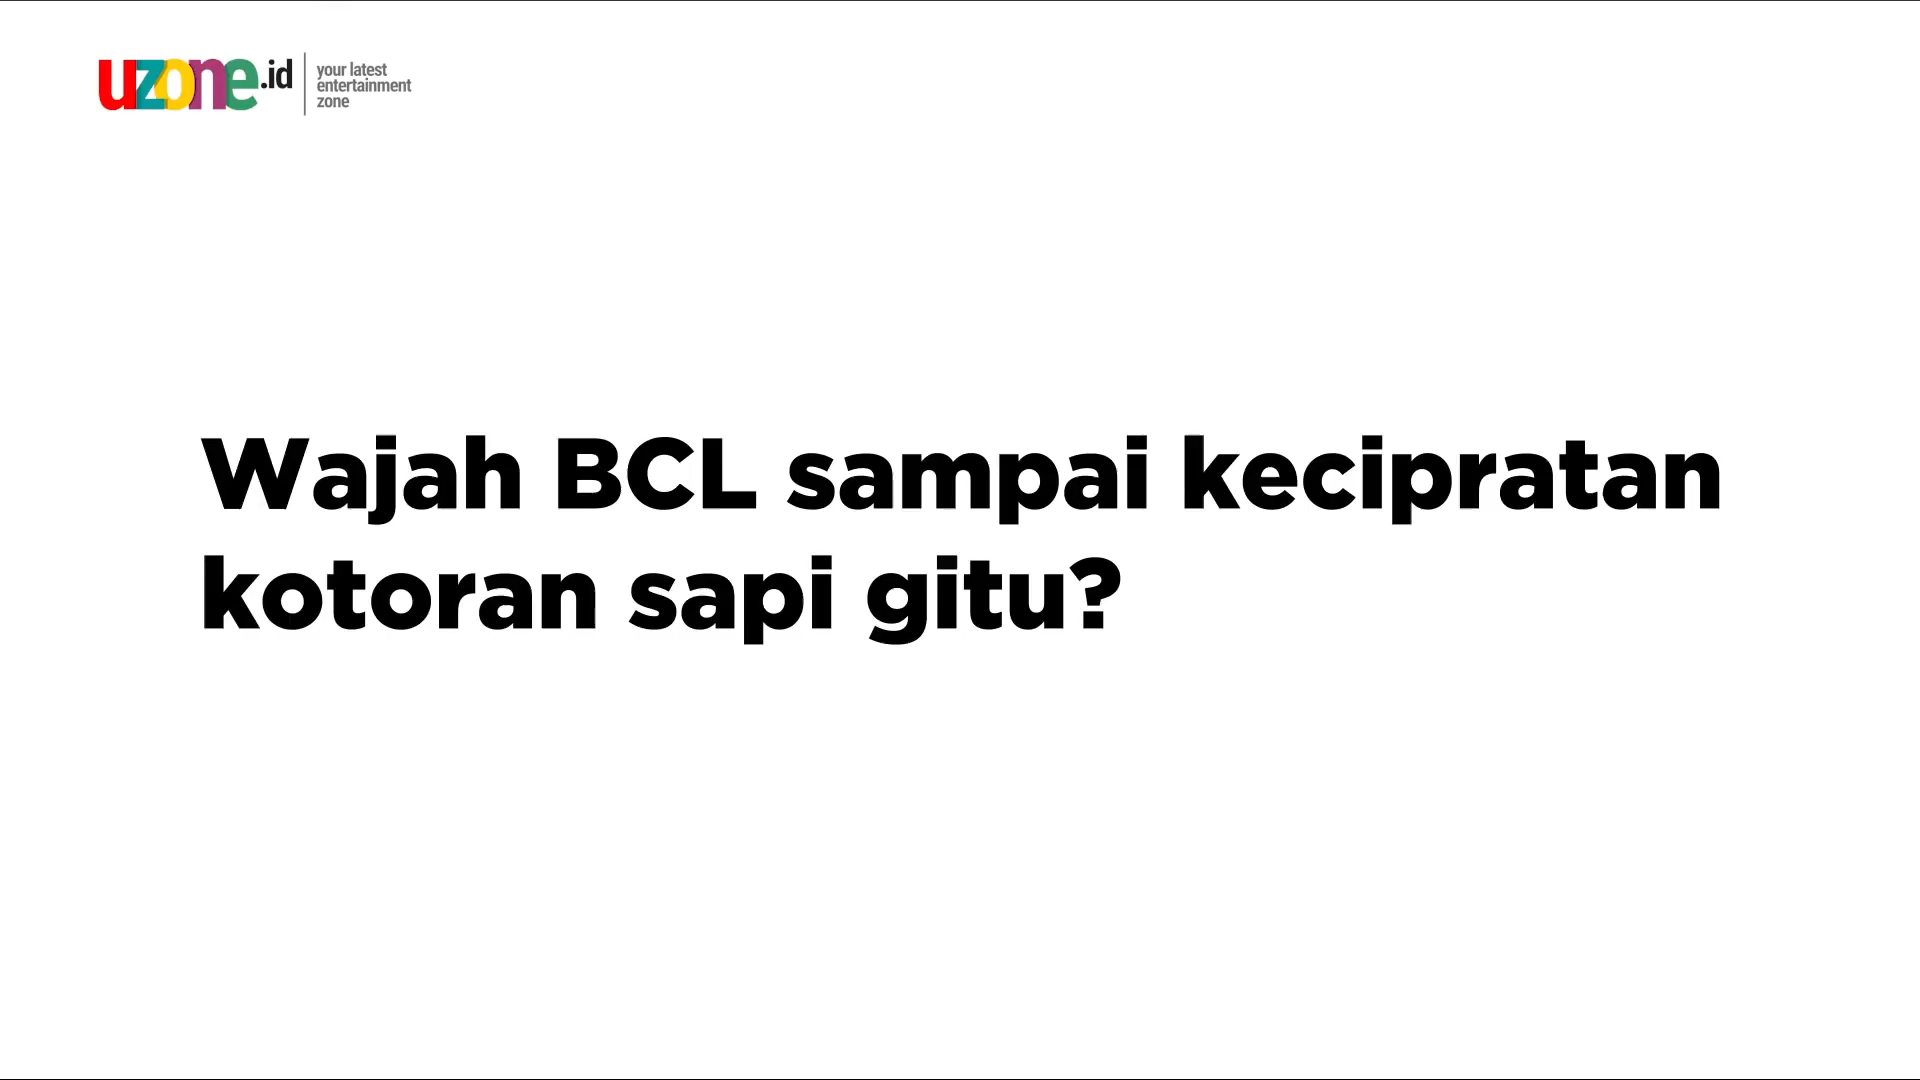 uzone.id
your latest
entertainment
zone
Wajah BCL sampai kecipratan
kotoran sapi gitu?